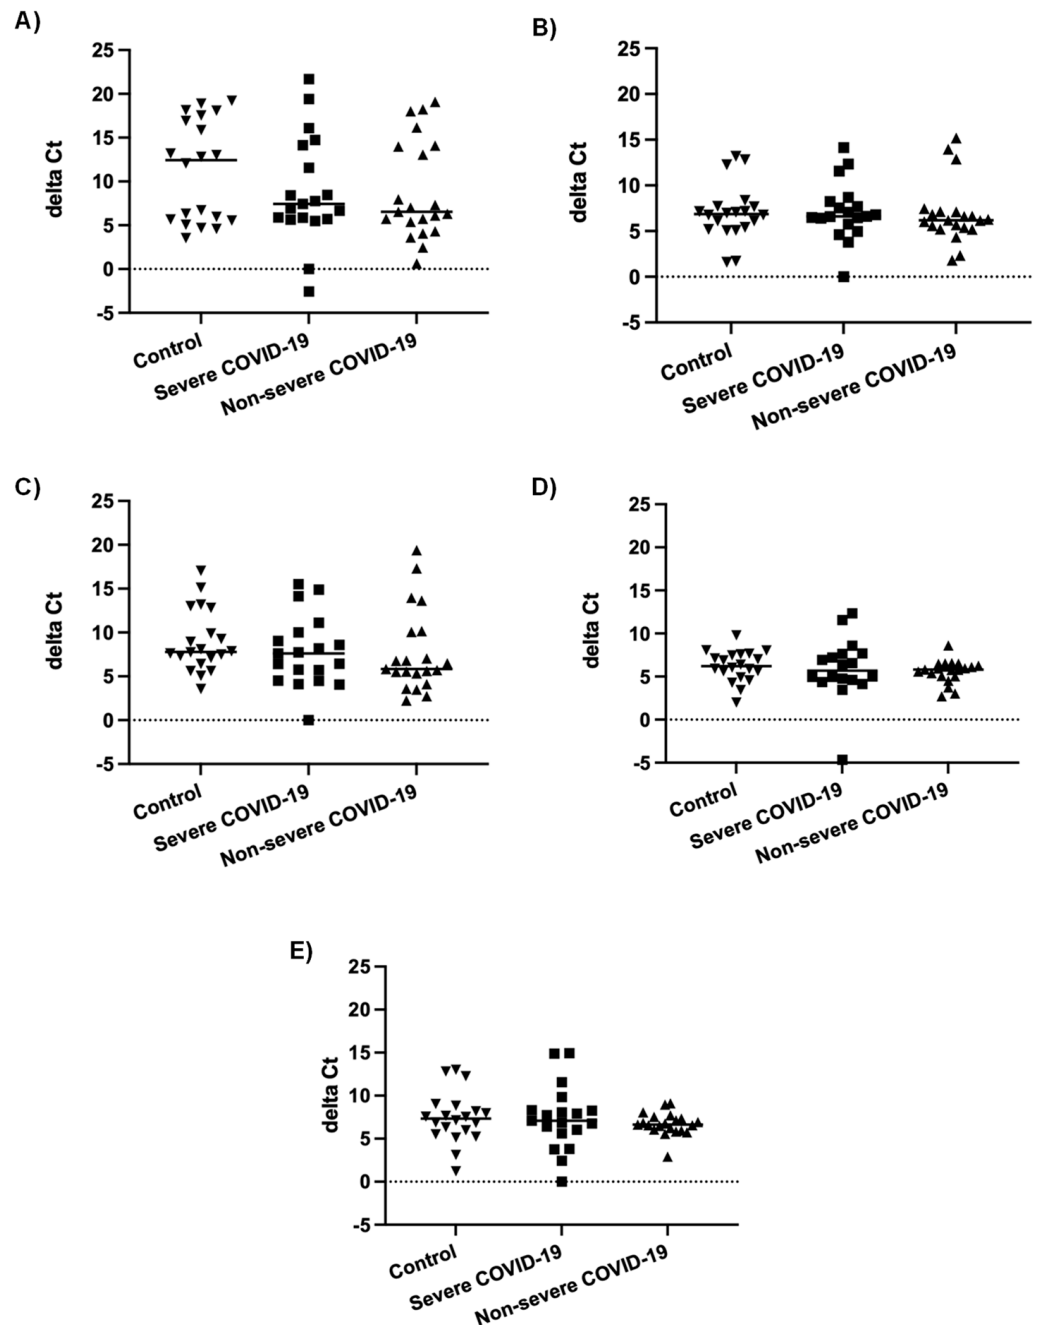 A)
25
20
15
10
5
0
-5
delta Ct
Control
Severe COVID-19
Non-severe COVID-19
B)
25
20
15
10
5
0
-5
delta Ct
Control
Severe COVID-19
Non-severe COVID-19
C)
25
20
15
10
5
0
-5
delta Ct
Control
Severe COVID-19
Non-severe COVID-19
D)
25
20
15
10
5
0
-5
delta Ct
Control
Severe COVID-19
Non-severe COVID-19
E)
25
20
15
10
5
0
-5
delta Ct
Control
Severe COVID-19
Non-severe COVID-19